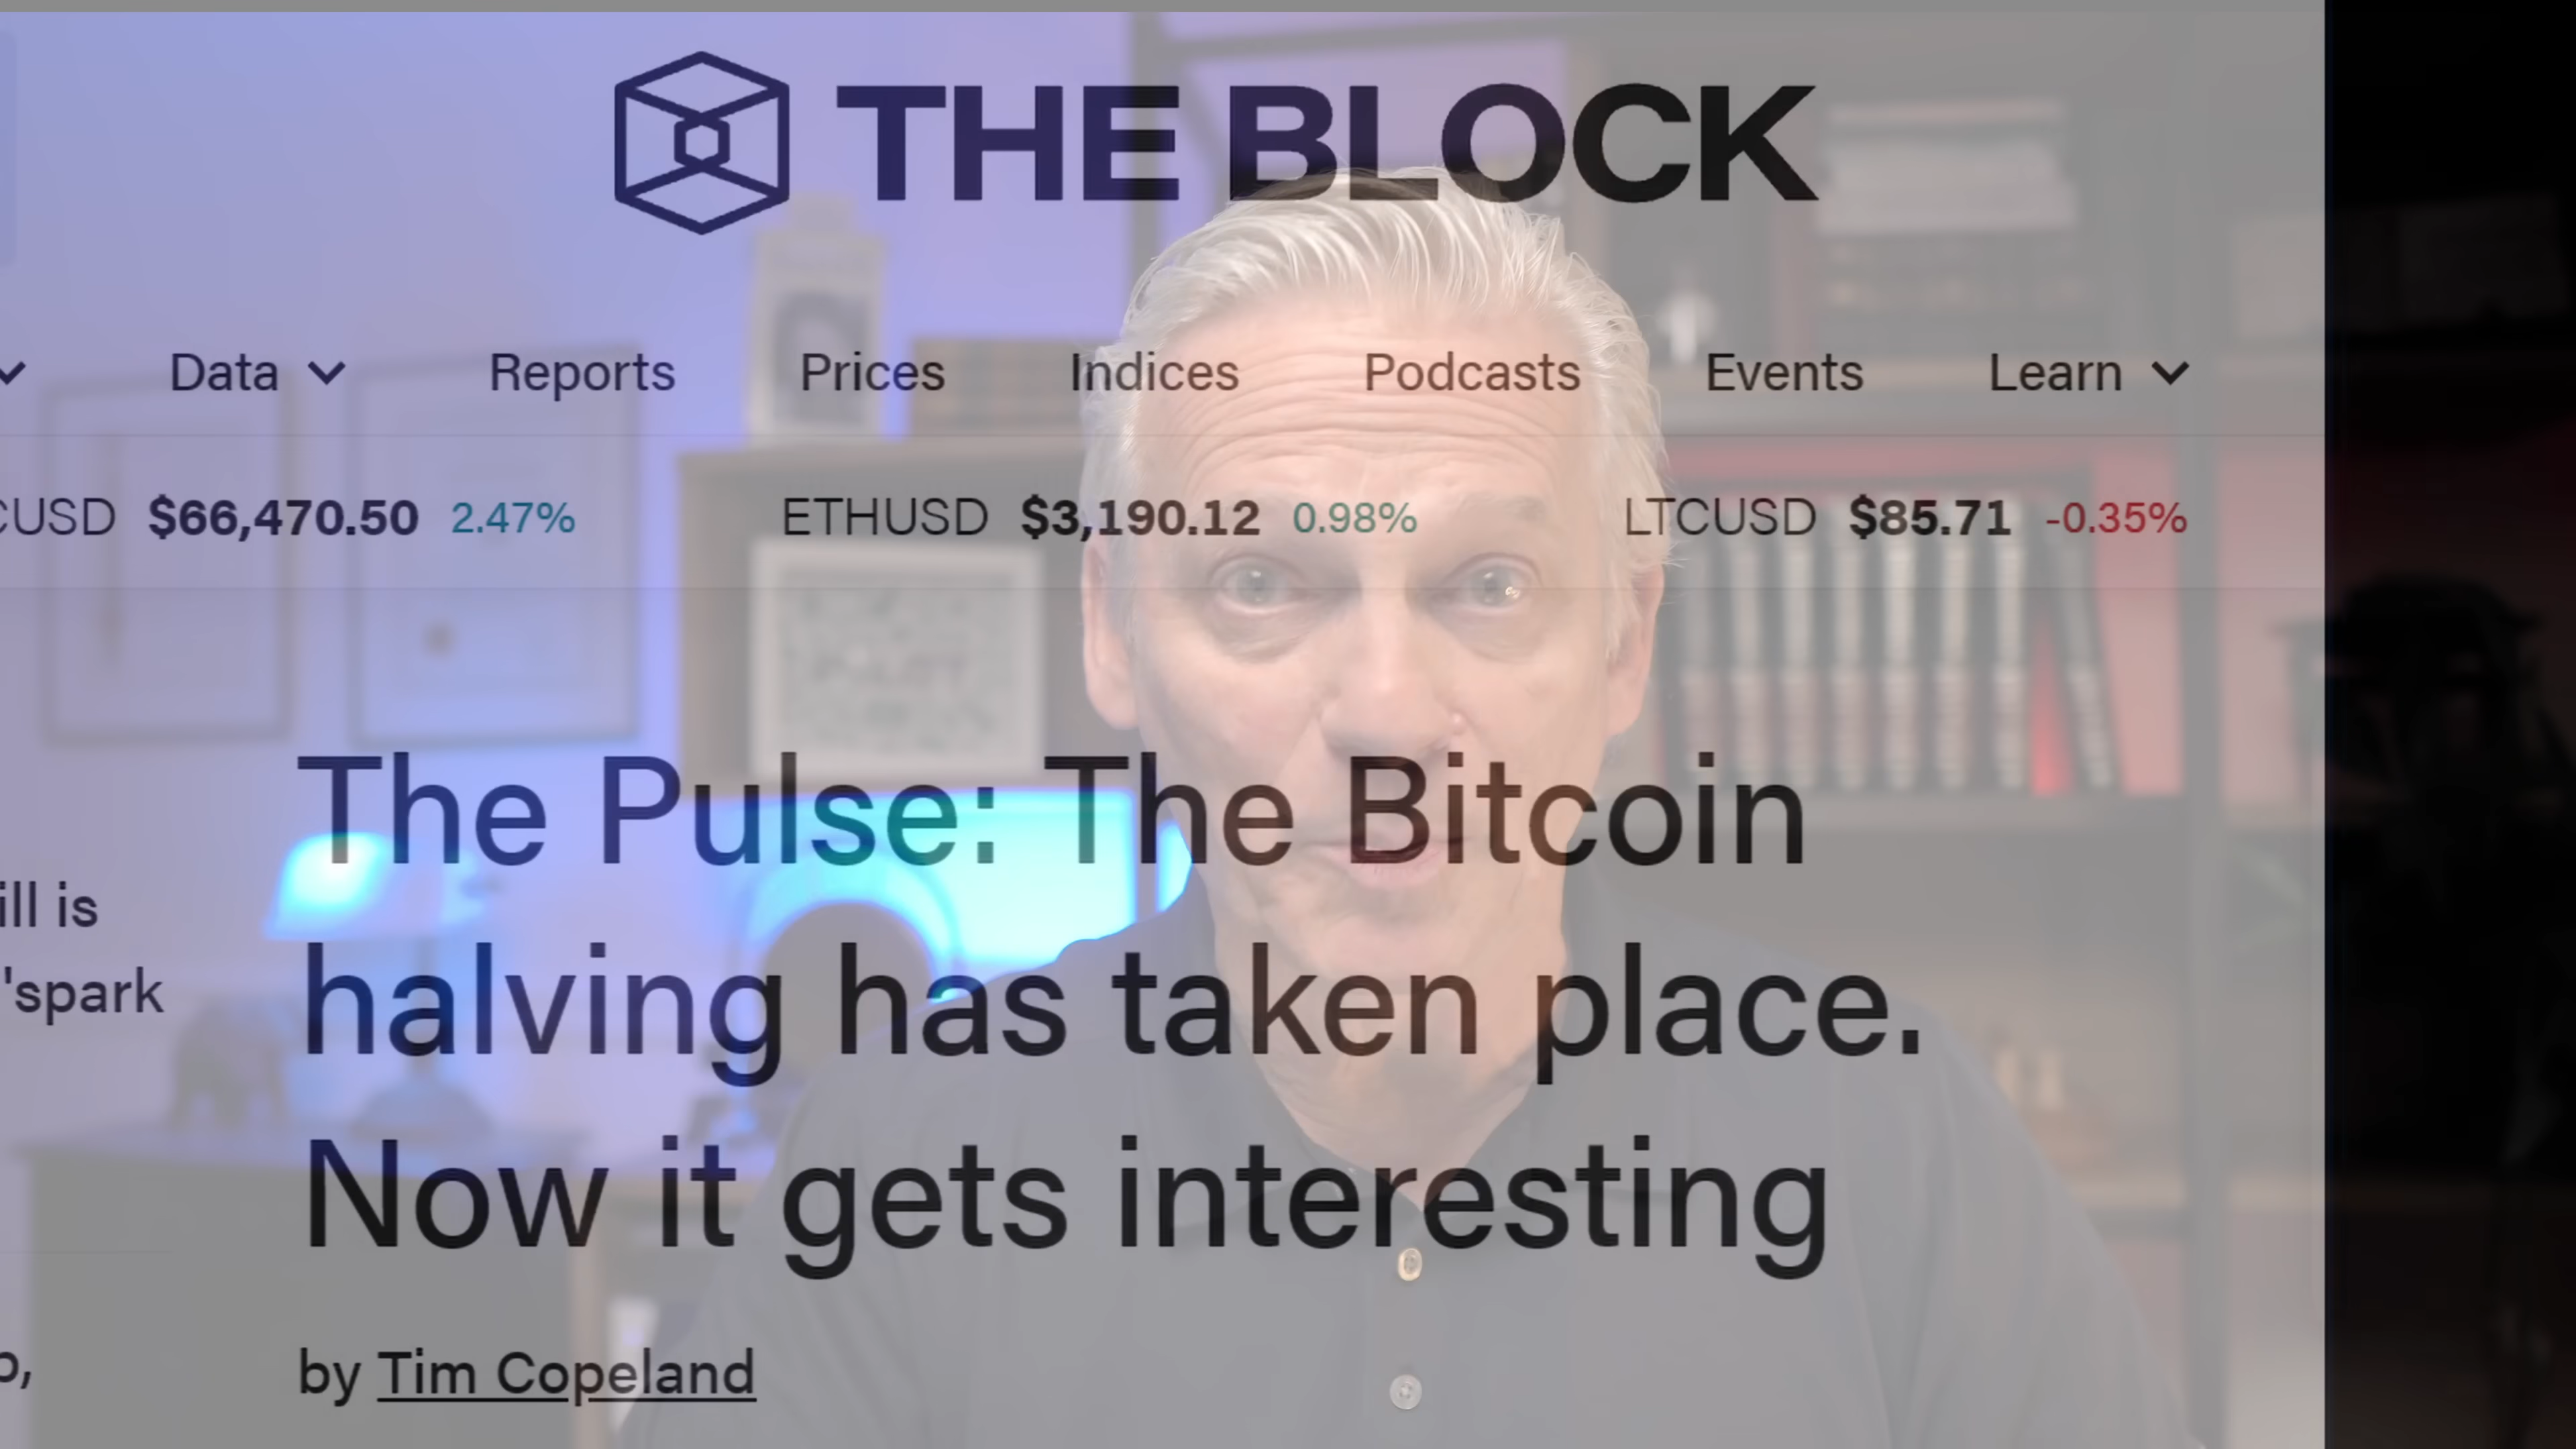 THE BLOCK
Data Reports Prices Indices Podcasts Events Learn
CUSD $66,470.50 2.47% ETHUSD $3,190.12 0.98% LTCUSD $85.71 -0.35%
The Pulse: The Bitcoin
halving has taken place.
Now it gets interesting
by Tim Copeland
ill is
'spark